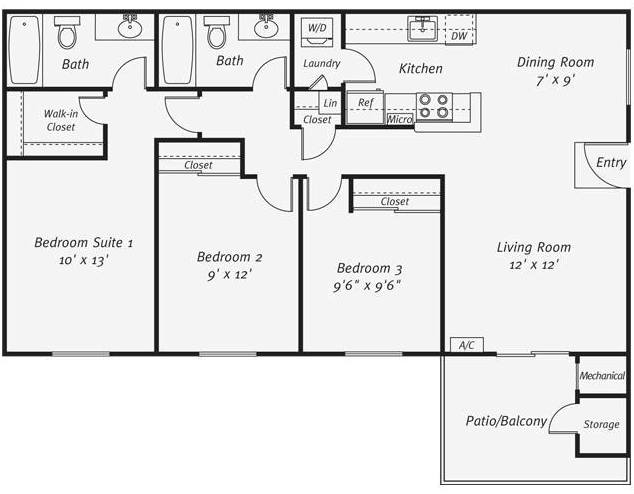 Bath
Bath
W/D
Laundry
Kitchen
DW
Dining Room
7' x 9'
Walk-in
Closet
Lin
Closet
Ref
Micro
Entry
Closet
Closet
Bedroom Suite 1
10' x 13'
Bedroom 2
9' x 12'
Bedroom 3
9'6" x 9'6"
Living Room
12' x 12'
A/C
Mechanical
Patio/Balcony
Storage